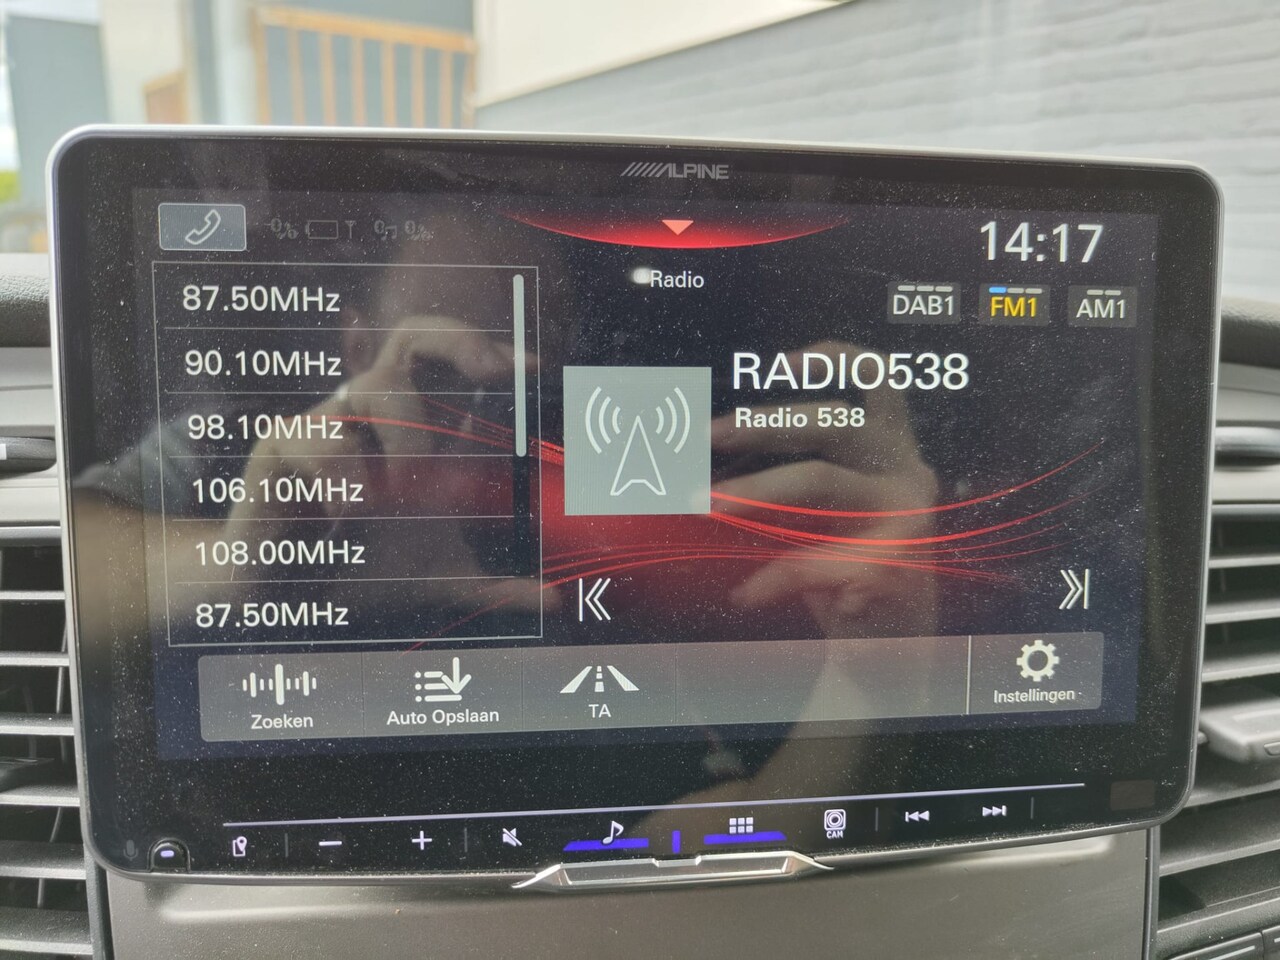 ALPINE
14:17
Radio
DAB1 FM1 AM1
87.50MHz
90.10MHz
98.10MHz
106.10MHz
108.00MHz
87.50MHz
RADIO538
Radio 538
Zoeken
Auto Opslaan
TA
Instellingen
CAM